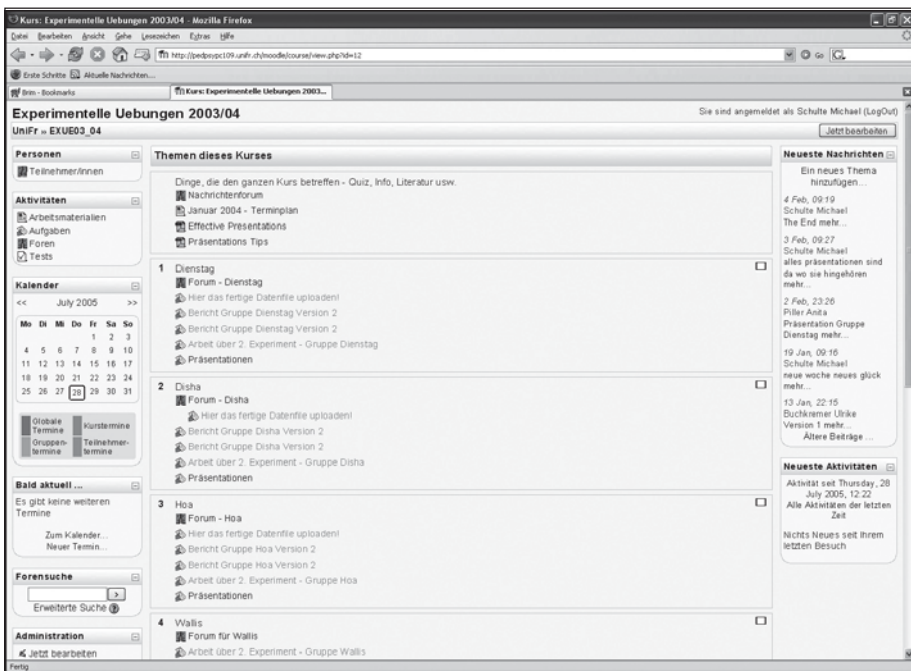 Kurs: Experimentelle Uebungen 2003/04 - Mozilla Firefox
Datei Bearbeiten Ansicht Gehe Lesezeichen Extras Hilfe
http://pedpsypc109.unifr.ch/moodle/course/view.php?id=12
Go
Erste Schritte Aktuelle Nachrichten...
Brim - Bookmarks
Kurs: Experimentelle Uebungen 2003...
Experimentelle Uebungen 2003/04
Sie sind angemeldet als Schulte Michael (LogOut)
UniFr » EXUE03_04
Jetzt bearbeiten
Personen
Teilnehmer/innen
Aktivitäten
Arbeitsmaterialien
Aufgaben
Foren
Tests
Kalender
<< July 2005 >>
Mo Di Mi Do Fr Sa So
1 2 3
4 5 6 7 8 9 10
11 12 13 14 15 16 17
18 19 20 21 22 23 24
25 26 27 28 29 30 31
Globale Termine
Kurstermine
Gruppen-termine
Teilnehmer-termine
Bald aktuell ...
Es gibt keine weiteren
Termine
Zum Kalender...
Neuer Termin...
Forensuche
>
Erweiterte Suche ?
Administration
Jetzt bearbeiten
Themen dieses Kurses
Dinge, die den ganzen Kurs betreffen - Quiz, Info, Literatur usw.
Nachrichtenforum
Januar 2004 - Terminplan
Effective Presentations
Präsentations Tips
1 Dienstag
Forum - Dienstag
Hier das fertige Datenfile uploaden!
Bericht Gruppe Dienstag Version 2
Bericht Gruppe Dienstag Version 2
Arbeit über 2. Experiment - Gruppe Dienstag
Präsentationen
2 Disha
Forum - Disha
Hier das fertige Datenfile uploaden!
Bericht Gruppe Disha Version 2
Bericht Gruppe Disha Version 2
Arbeit über 2. Experiment - Gruppe Disha
Präsentationen
3 Hoa
Forum - Hoa
Hier das fertige Datenfile uploaden!
Bericht Gruppe Hoa Version 2
Bericht Gruppe Hoa Version 2
Arbeit über 2. Experiment - Gruppe Hoa
Präsentationen
4 Wallis
Forum für Wallis
Arbeit über 2. Experiment - Gruppe Wallis
Neueste Nachrichten
Ein neues Thema
hinzufügen...
4 Feb, 09:19
Schulte Michael
The End mehr...
3 Feb, 09:27
Schulte Michael
alles präsentationen sind
da wo sie hingehören
mehr...
2 Feb, 23:26
Piller Anita
Präsentation Gruppe
Dienstag mehr...
19 Jan, 09:16
Schulte Michael
neue woche neues glück
mehr...
13 Jan, 22:15
Buchkremer Ulrike
Version 1 mehr...
Ältere Beiträge ...
Neueste Aktivitäten
Aktivität seit Thursday, 28
July 2005, 12:22
Alle Aktivitäten der letzten
Zeit
Nichts Neues seit Ihrem
letzten Besuch
Fertig